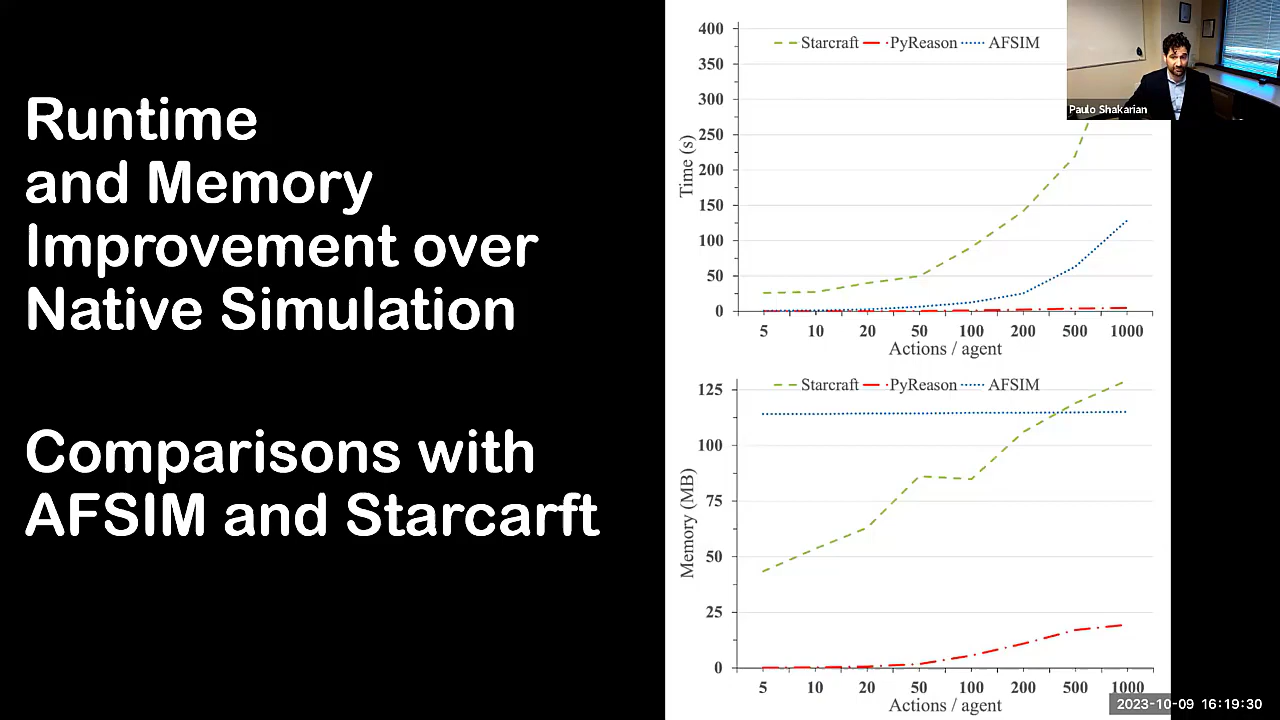 Runtime
and Memory
Improvement over
Native Simulation
Comparisons with
AFSIM and Starcarft
400
350
300
250
200
150
100
50
0
Time (s)
Starcraft PyReason AFSIM
5 10 20 50 100 200 500 1000
Actions / agent
Paulo Shakarian
125
100
75
50
25
0
Memory (MB)
Starcraft PyReason AFSIM
5 10 20 50 100 200 500 1000
Actions / agent
2023-10-09 16:19:30